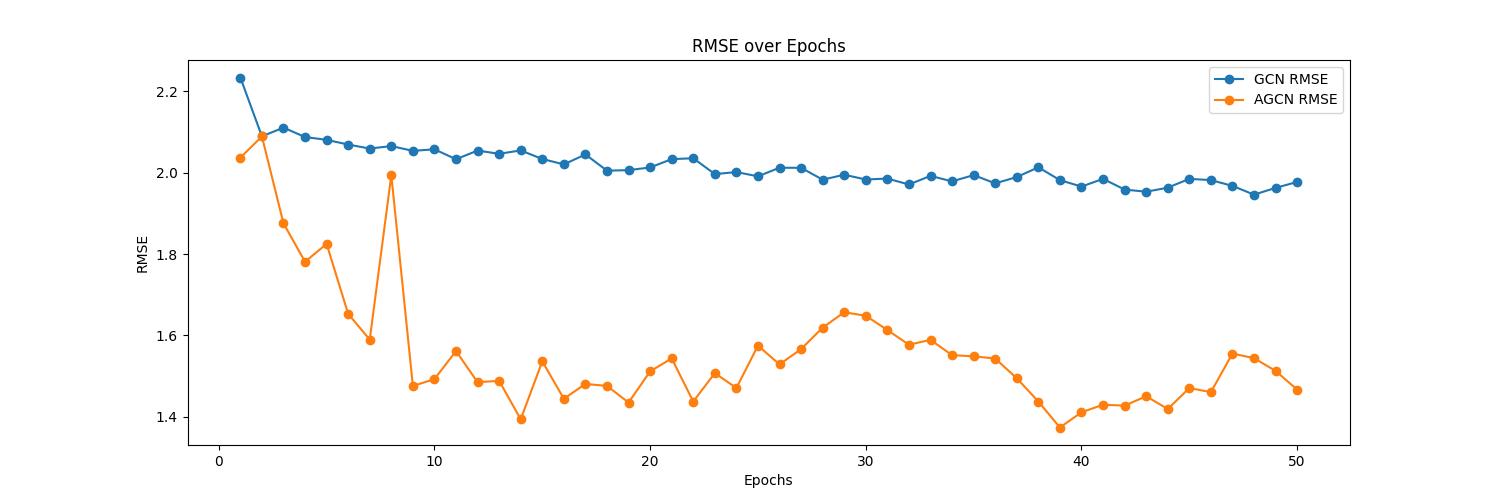 RMSE over Epochs
GCN RMSE
AGCN RMSE
2.2
2.0
1.8
1.6
1.4
RMSE
0 10 20 30 40 50
Epochs